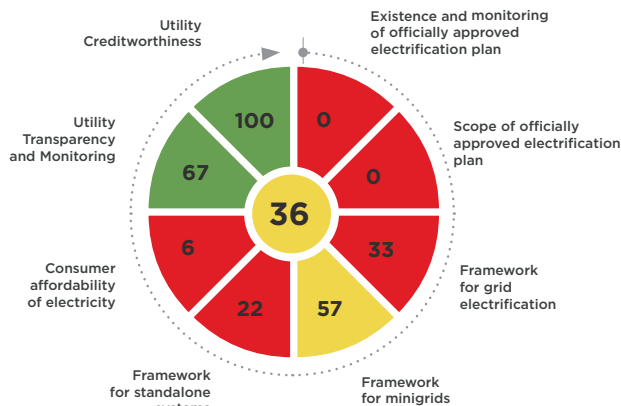 Existence and monitoring
of officially approved
electrification plan
0
Scope of officially
approved electrification
plan
0
Framework
for grid
electrification
33
Framework
for minigrids
57
Framework
for standalone
22
Consumer
affordability
of electricity
6
Utility
Transparency
and Monitoring
67
Utility
Creditworthiness
100
36